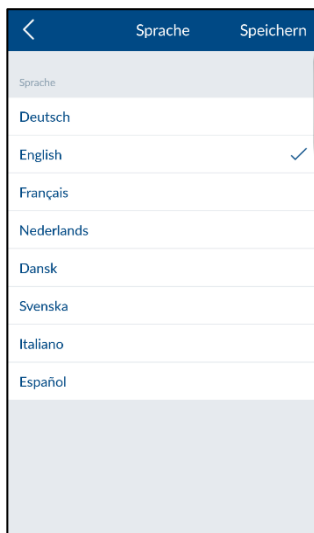 Sprache Speichern
Sprache
Deutsch
English
Français
Nederlands
Dansk
Svenska
Italiano
Español